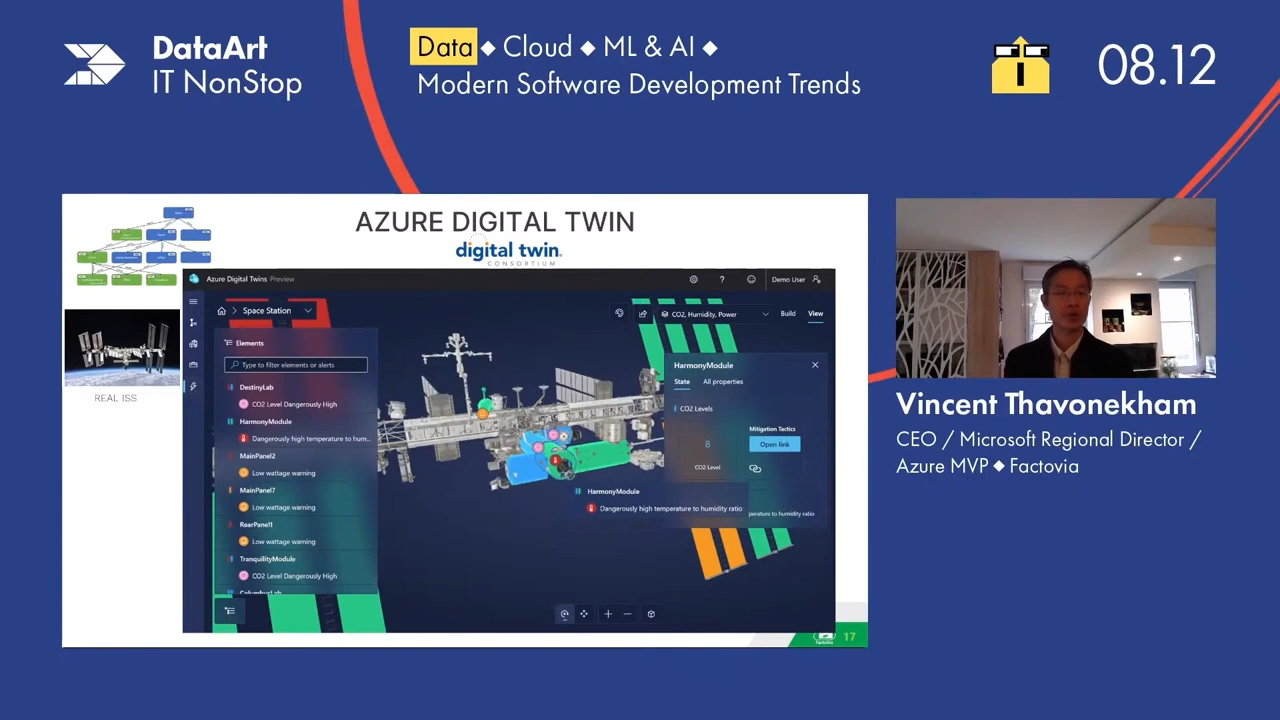 DataArt
IT NonStop
Data ◆ Cloud ◆ ML & AI ◆
Modern Software Development Trends
08.12
AZURE DIGITAL TWIN
digital twin.
CONSORTIUM
REAL ISS
Azure Digital Twins Preview
Demo User
Space Station
CO2, Humidity, Power
Build
View
Elements
Type to filter elements or alerts
DestinyLab
CO2 Level Dangerously High
HarmonyModule
Dangerously high temperature to hum...
MainPanel2
Low wattage warning
MainPanel7
Low wattage warning
RearPanel1
Low wattage warning
TranquilityModule
CO2 Level Dangerously High
ColumbusLab
HarmonyModule
State
All properties
CO2 Levels
8
CO2 Level
Mitigation Tactics
Open link
HarmonyModule
Dangerously high temperature to humidity ratio
perature to humidity ratio
17
Vincent Thavonekham
CEO / Microsoft Regional Director /
Azure MVP ◆ Factovia